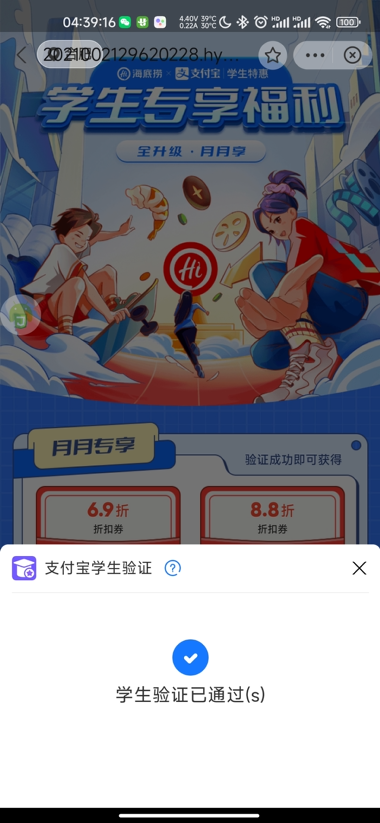 04:39:16
4.40V 39℃
0.22A 30℃
HD
HD
100
2021002129620228.hy...
海底捞 × 支付宝 学生特惠
学生专享福利
全升级·月月享
Hi
月月专享
验证成功即可获得
6.9折
折扣券
8.8折
折扣券
支付宝学生验证 ?
学生验证已通过(s)